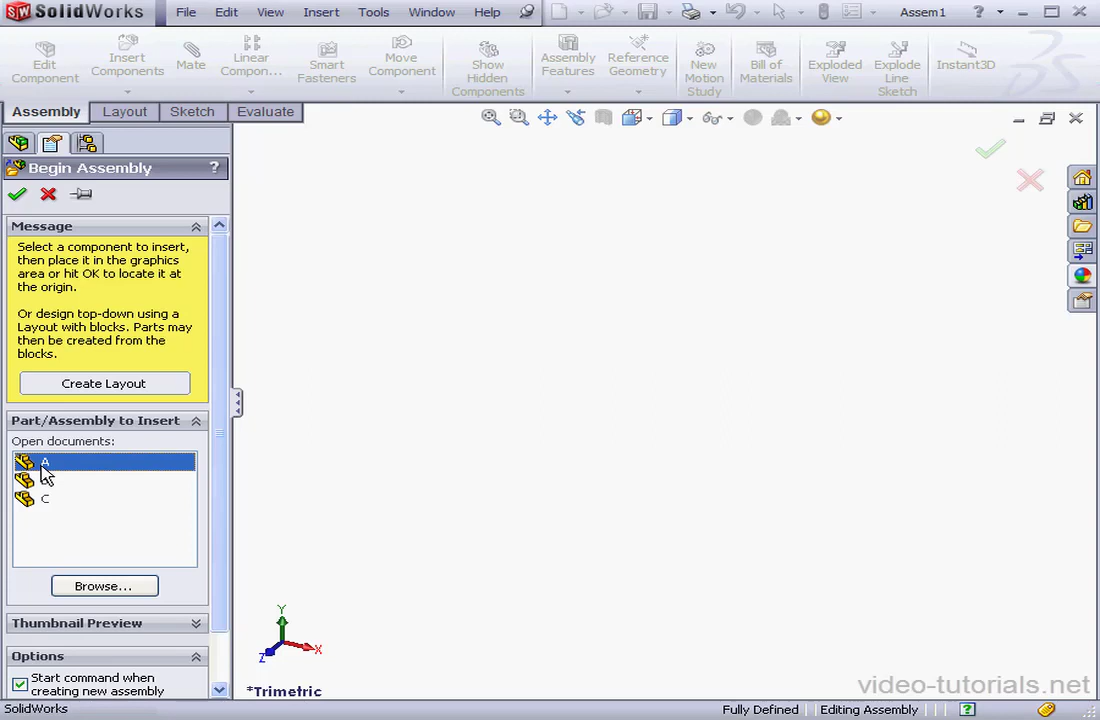 SolidWorks File Edit View Insert Tools Window Help Assem1 ?
Edit Component
Insert Components
Mate
Linear Compon...
Smart Fasteners
Move Component
Show Hidden Components
Assembly Features
Reference Geometry
New Motion Study
Bill of Materials
Exploded View
Explode Line Sketch
Instant3D
Assembly Layout Sketch Evaluate
Begin Assembly ?
Message
Select a component to insert,
then place it in the graphics
area or hit OK to locate it at
the origin.
Or design top-down using a
Layout with blocks. Parts may
then be created from the
blocks.
Create Layout
Part/Assembly to Insert
Open documents:
A
C
Browse...
Thumbnail Preview
Options
Start command when
creating new assembly
Y
X
Z
*Trimetric
video-tutorials.net
SolidWorks Fully Defined Editing Assembly ?